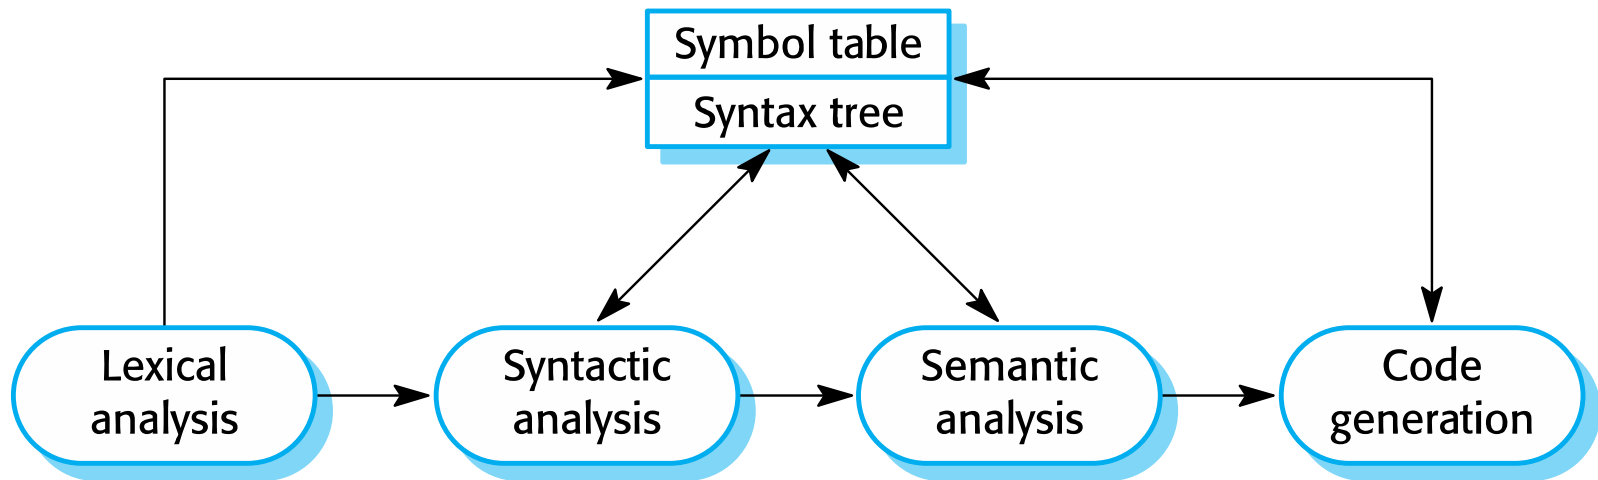 Symbol table
Syntax tree
Lexical
analysis
Syntactic
analysis
Semantic
analysis
Code
generation